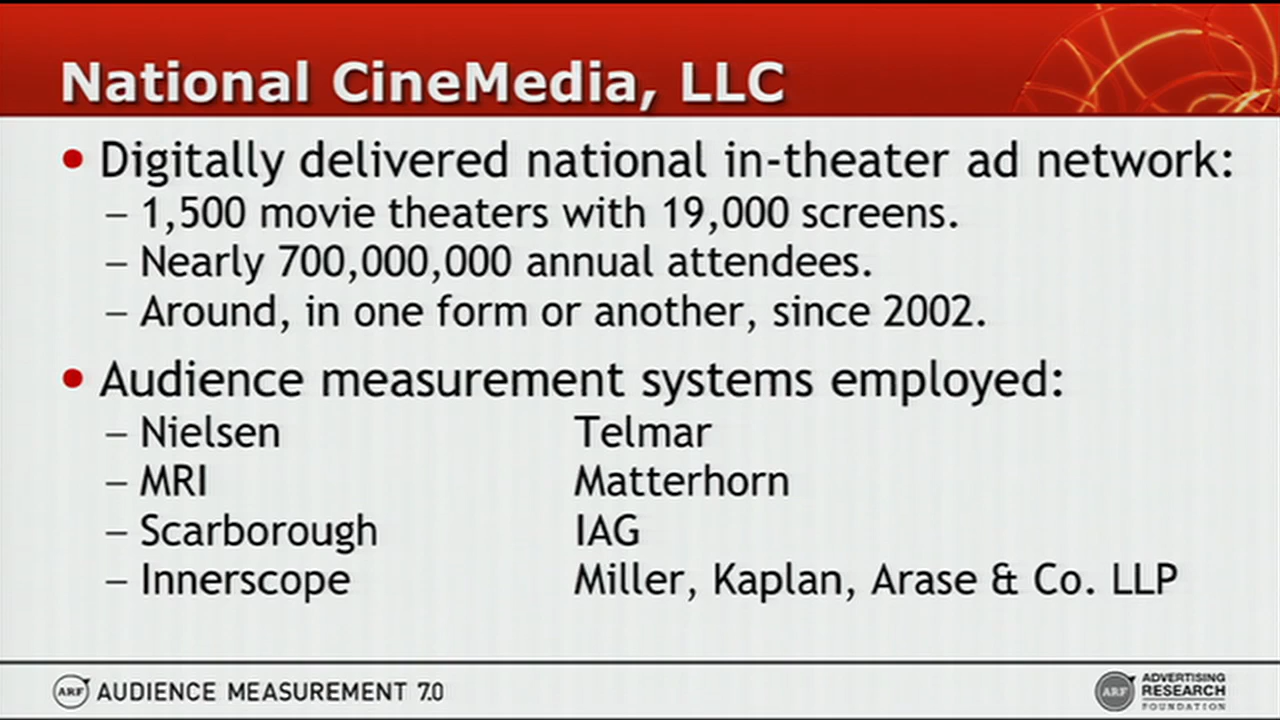 National CineMedia, LLC
• Digitally delivered national in-theater ad network:
– 1,500 movie theaters with 19,000 screens.
– Nearly 700,000,000 annual attendees.
– Around, in one form or another, since 2002.
• Audience measurement systems employed:
– Nielsen Telmar
– MRI Matterhorn
– Scarborough IAG
– Innerscope Miller, Kaplan, Arase & Co. LLP
ARF AUDIENCE MEASUREMENT 7.0
ARF ADVERTISING
RESEARCH
FOUNDATION